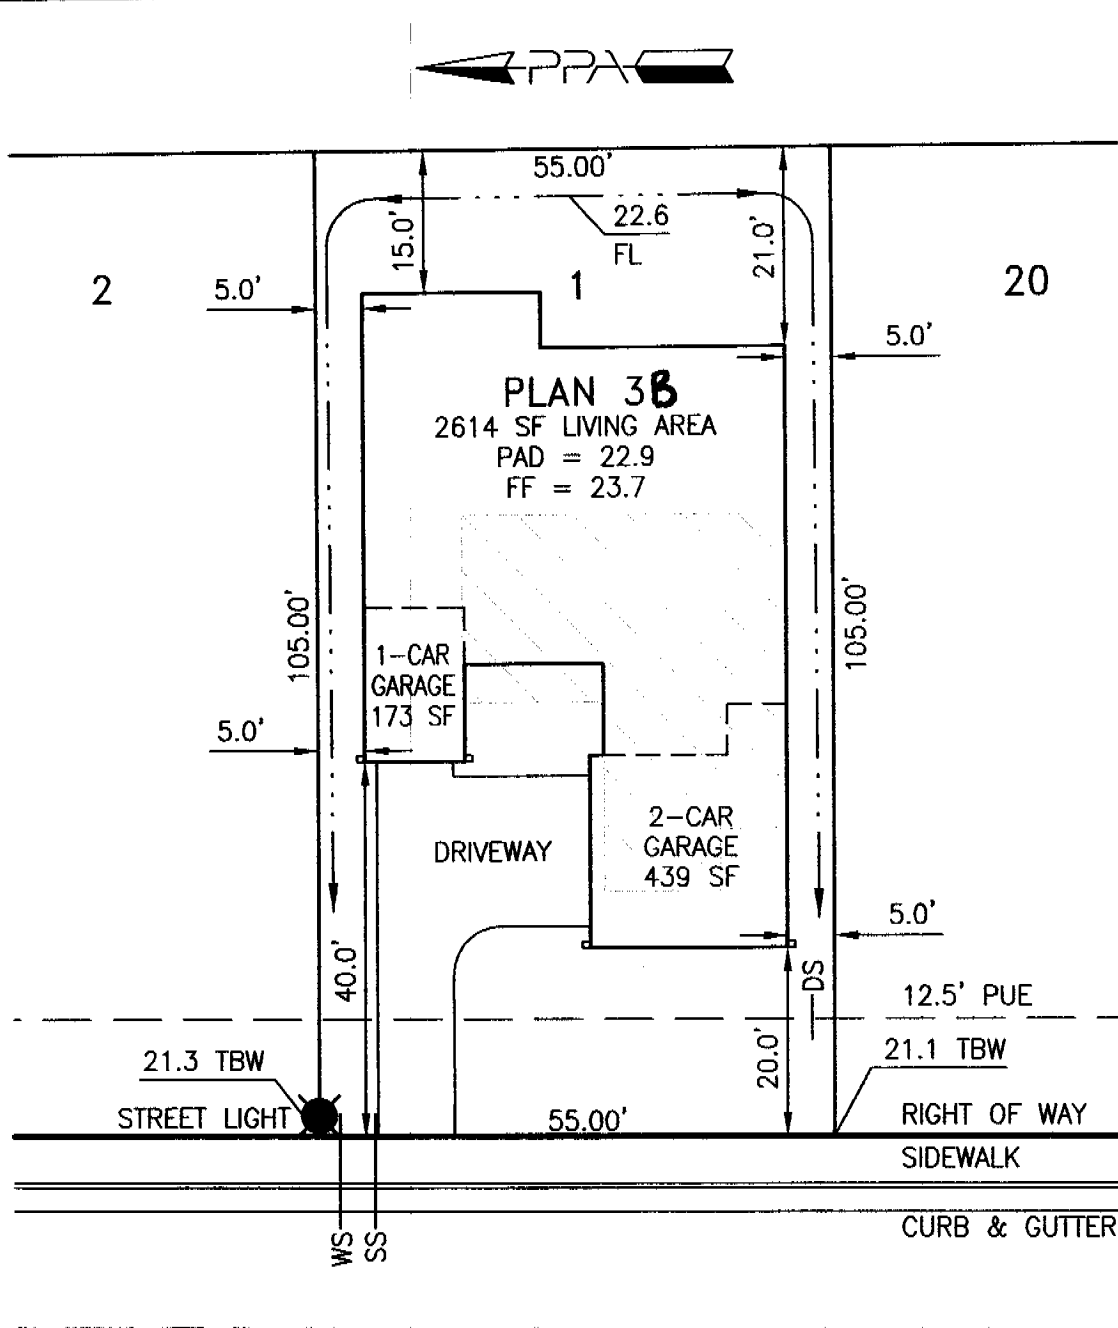 PPA
55.00'
22.6
FL
15.0'
21.0'
2
1
20
5.0'
5.0'
PLAN 3B
2614 SF LIVING AREA
PAD = 22.9
FF = 23.7
105.00'
105.00'
1-CAR
GARAGE
173 SF
5.0'
2-CAR
GARAGE
439 SF
DRIVEWAY
5.0'
40.0'
DS
12.5' PUE
20.0'
21.3 TBW
21.1 TBW
STREET LIGHT
55.00'
RIGHT OF WAY
SIDEWALK
CURB & GUTTER
WS
SS